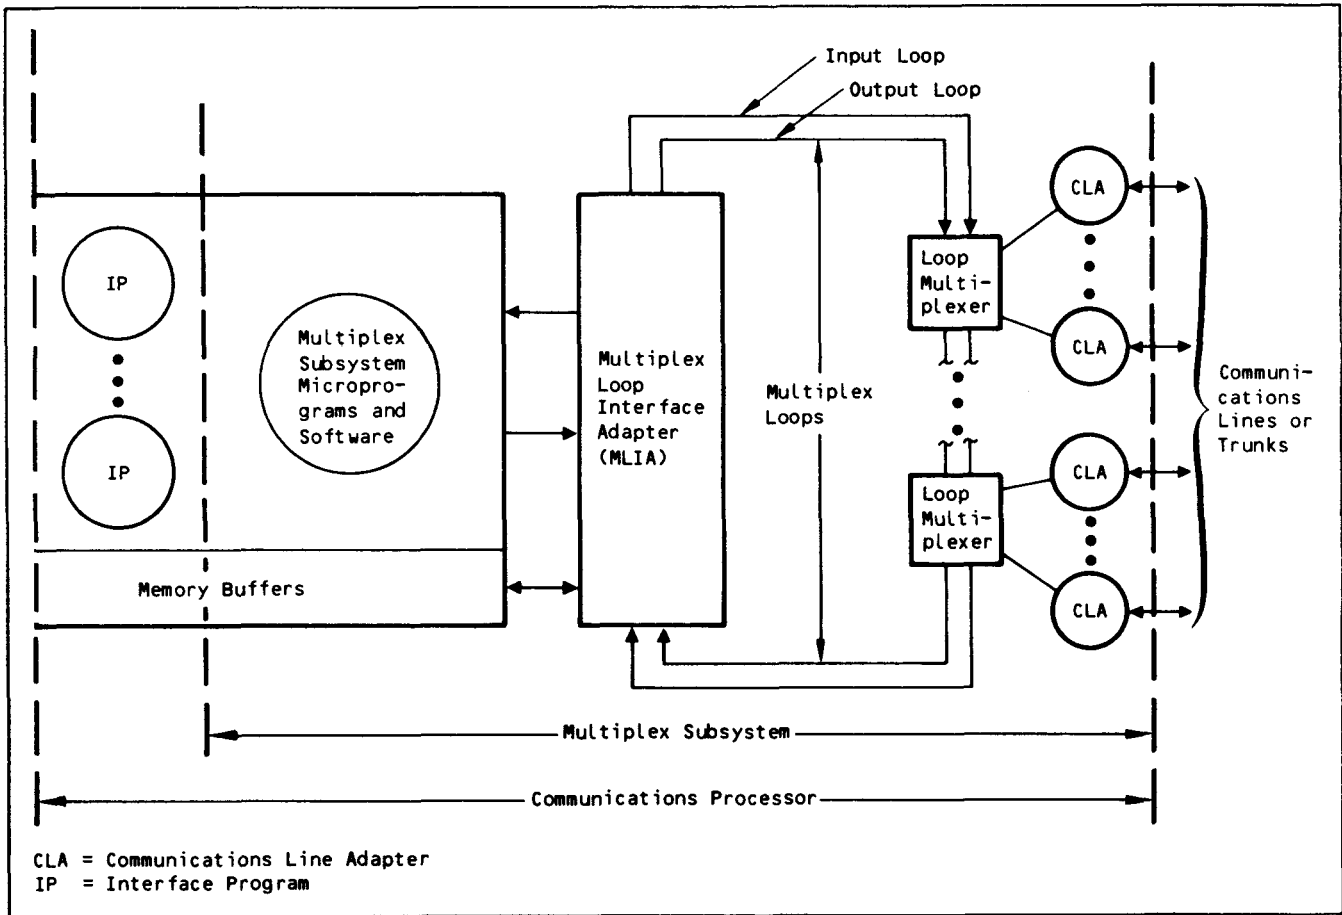 Input Loop
Output Loop
CLA
Loop
Multi-
plexer
CLA
IP
Multiplex
Subsystem
Micropro-
grams and
Software
Multiplex
Loop
Interface
Adapter
(MLIA)
Multiplex
Loops
Communi-
cations
Lines or
Trunks
IP
CLA
Loop
Multi-
plexer
CLA
Memory Buffers
Multiplex Subsystem
Communications Processor
CLA = Communications Line Adapter
IP = Interface Program